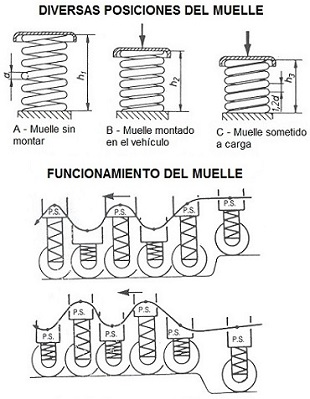 DIVERSAS POSICIONES DEL MUELLE
d
h1
h2
h3
1,2d
A - Muelle sin
montar
B - Muelle montado
en el vehículo
C - Muelle sometido
a carga
FUNCIONAMIENTO DEL MUELLE
P.S.
P.S.
P.S.
P.S.
P.S.
P.S.